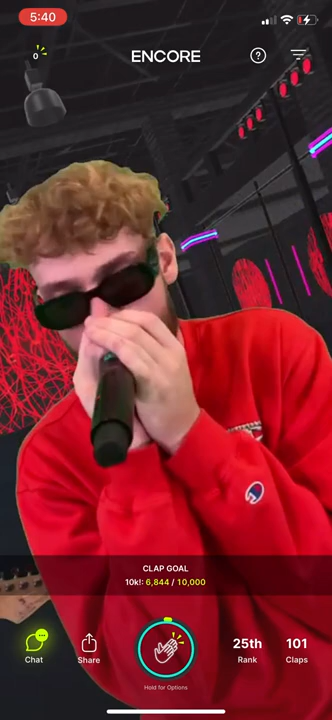 5:40
0
ENCORE
?
CLAP GOAL
10k!: 6,844 / 10,000
Chat
Share
25th
Rank
101
Claps
Hold for Options